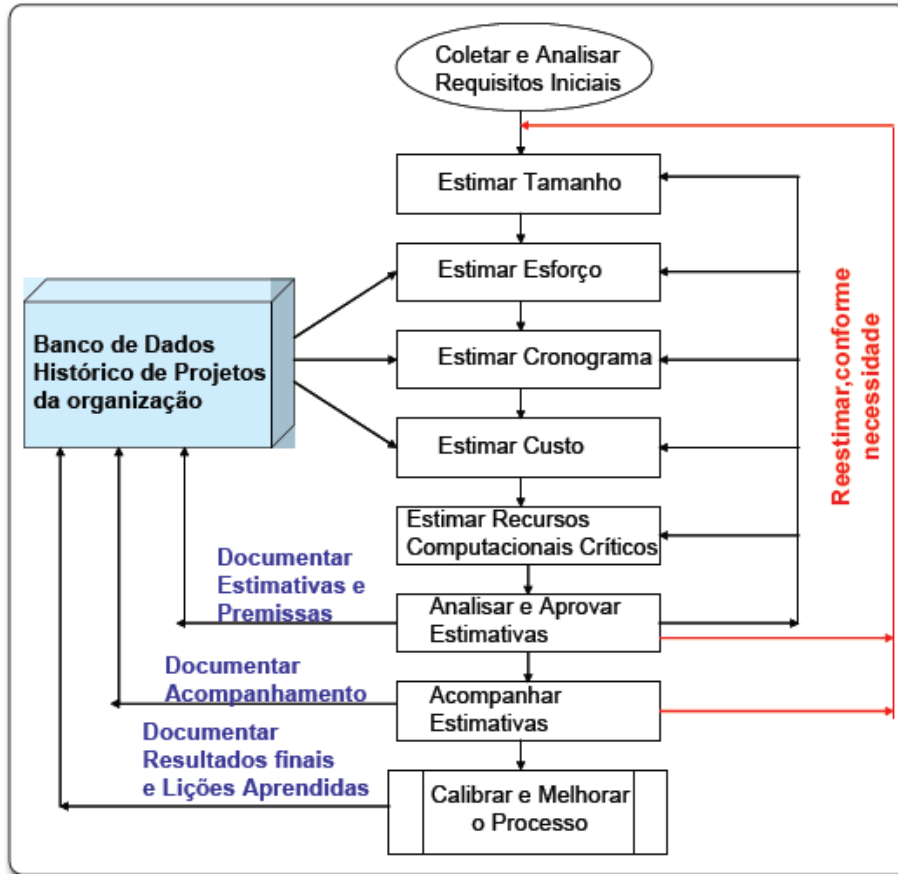 Coletar e Analisar
Requisitos Iniciais
Estimar Tamanho
Estimar Esforço
Banco de Dados
Histórico de Projetos
da organização
Estimar Cronograma
Estimar Custo
Estimar Recursos
Computacionais Críticos
Reestimar,conforme
necessidade
Documentar
Estimativas e
Premissas
Analisar e Aprovar
Estimativas
Documentar
Acompanhamento
Acompanhar
Estimativas
Documentar
Resultados finais
e Lições Aprendidas
Calibrar e Melhorar
o Processo